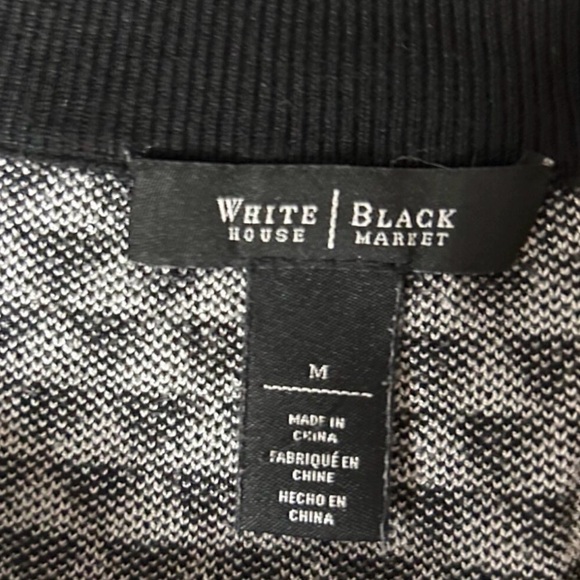 WHITE | BLACK
HOUSE | MARKET
M
MADE IN
CHINA
FABRIQUÉ EN
CHINE
HECHO EN
CHINA